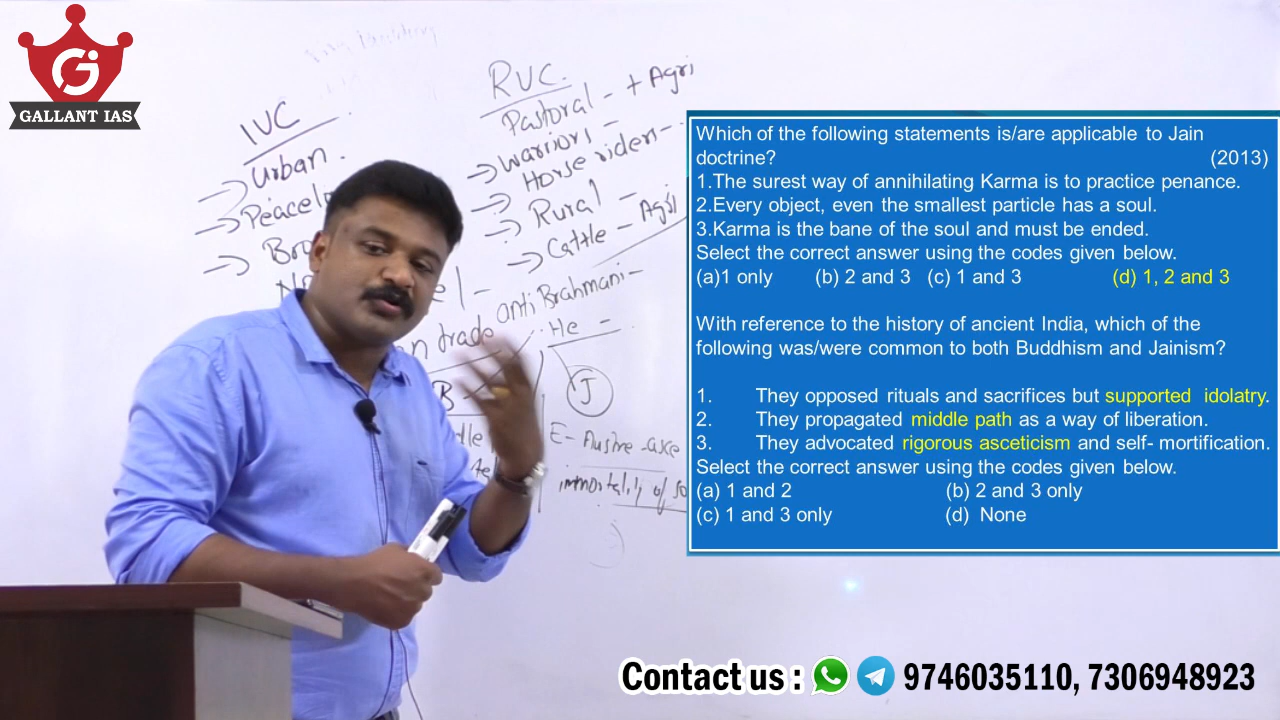 GALLANT IAS
IVC
Urban.
RVC.
Pastoral - + Agri
→ Warriors -
→ Horse riders -
→ Rural -
→ Cattle - Agri
trade
anti Brahmani-
He -
B
J
immortality of
Which of the following statements is/are applicable to Jain
doctrine? (2013)
1.The surest way of annihilating Karma is to practice penance.
2.Every object, even the smallest particle has a soul.
3.Karma is the bane of the soul and must be ended.
Select the correct answer using the codes given below.
(a)1 only (b) 2 and 3 (c) 1 and 3 (d) 1, 2 and 3
With reference to the history of ancient India, which of the
following was/were common to both Buddhism and Jainism?
1. They opposed rituals and sacrifices but supported idolatry.
2. They propagated middle path as a way of liberation.
3. They advocated rigorous asceticism and self- mortification.
Select the correct answer using the codes given below.
(a) 1 and 2 (b) 2 and 3 only
(c) 1 and 3 only (d) None
Contact us : 9746035110, 7306948923